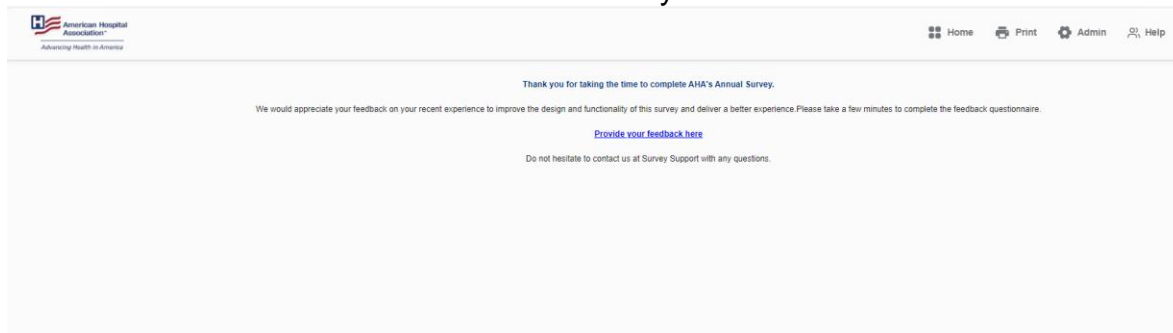 American Hospital
Association™
Advancing Health in America
Home Print Admin Help
Thank you for taking the time to complete AHA's Annual Survey.
We would appreciate your feedback on your recent experience to improve the design and functionality of this survey and deliver a better experience.Please take a few minutes to complete the feedback questionnaire.
Provide your feedback here
Do not hesitate to contact us at Survey Support with any questions.